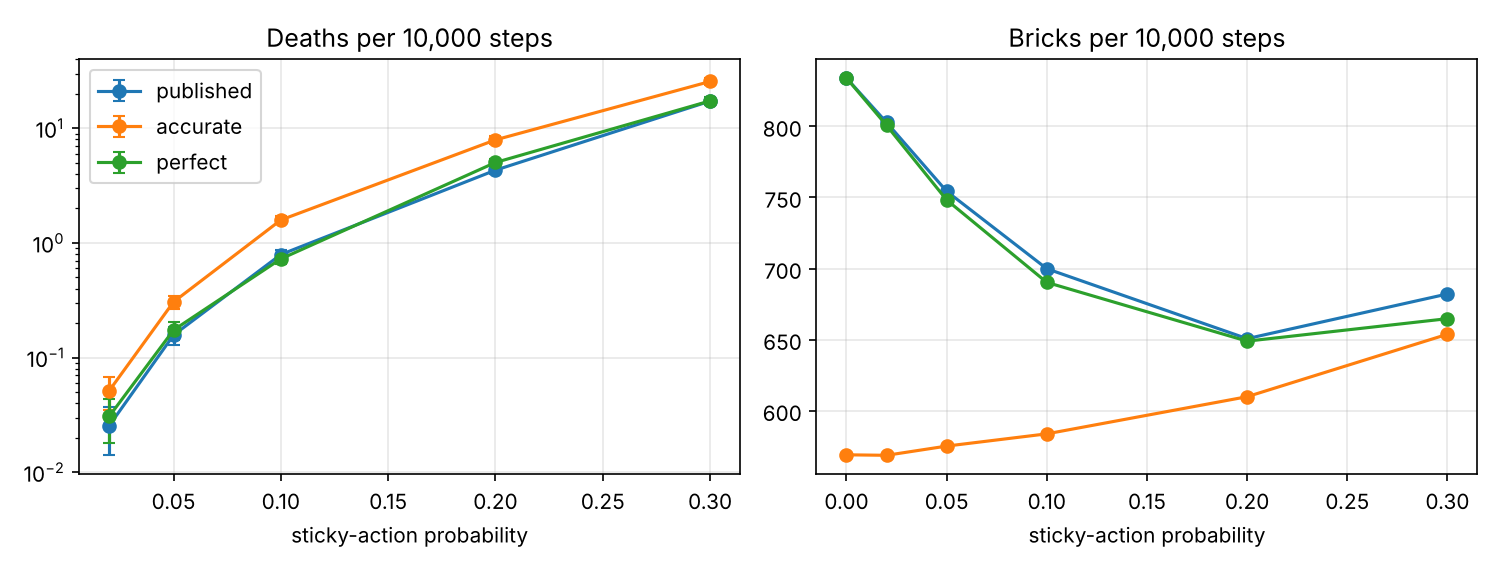 Deaths per 10,000 steps
published
accurate
perfect
10¹
10⁰
10⁻¹
10⁻²
0.05 0.10 0.15 0.20 0.25 0.30
sticky-action probability
Bricks per 10,000 steps
800
750
700
650
600
0.00 0.05 0.10 0.15 0.20 0.25 0.30
sticky-action probability